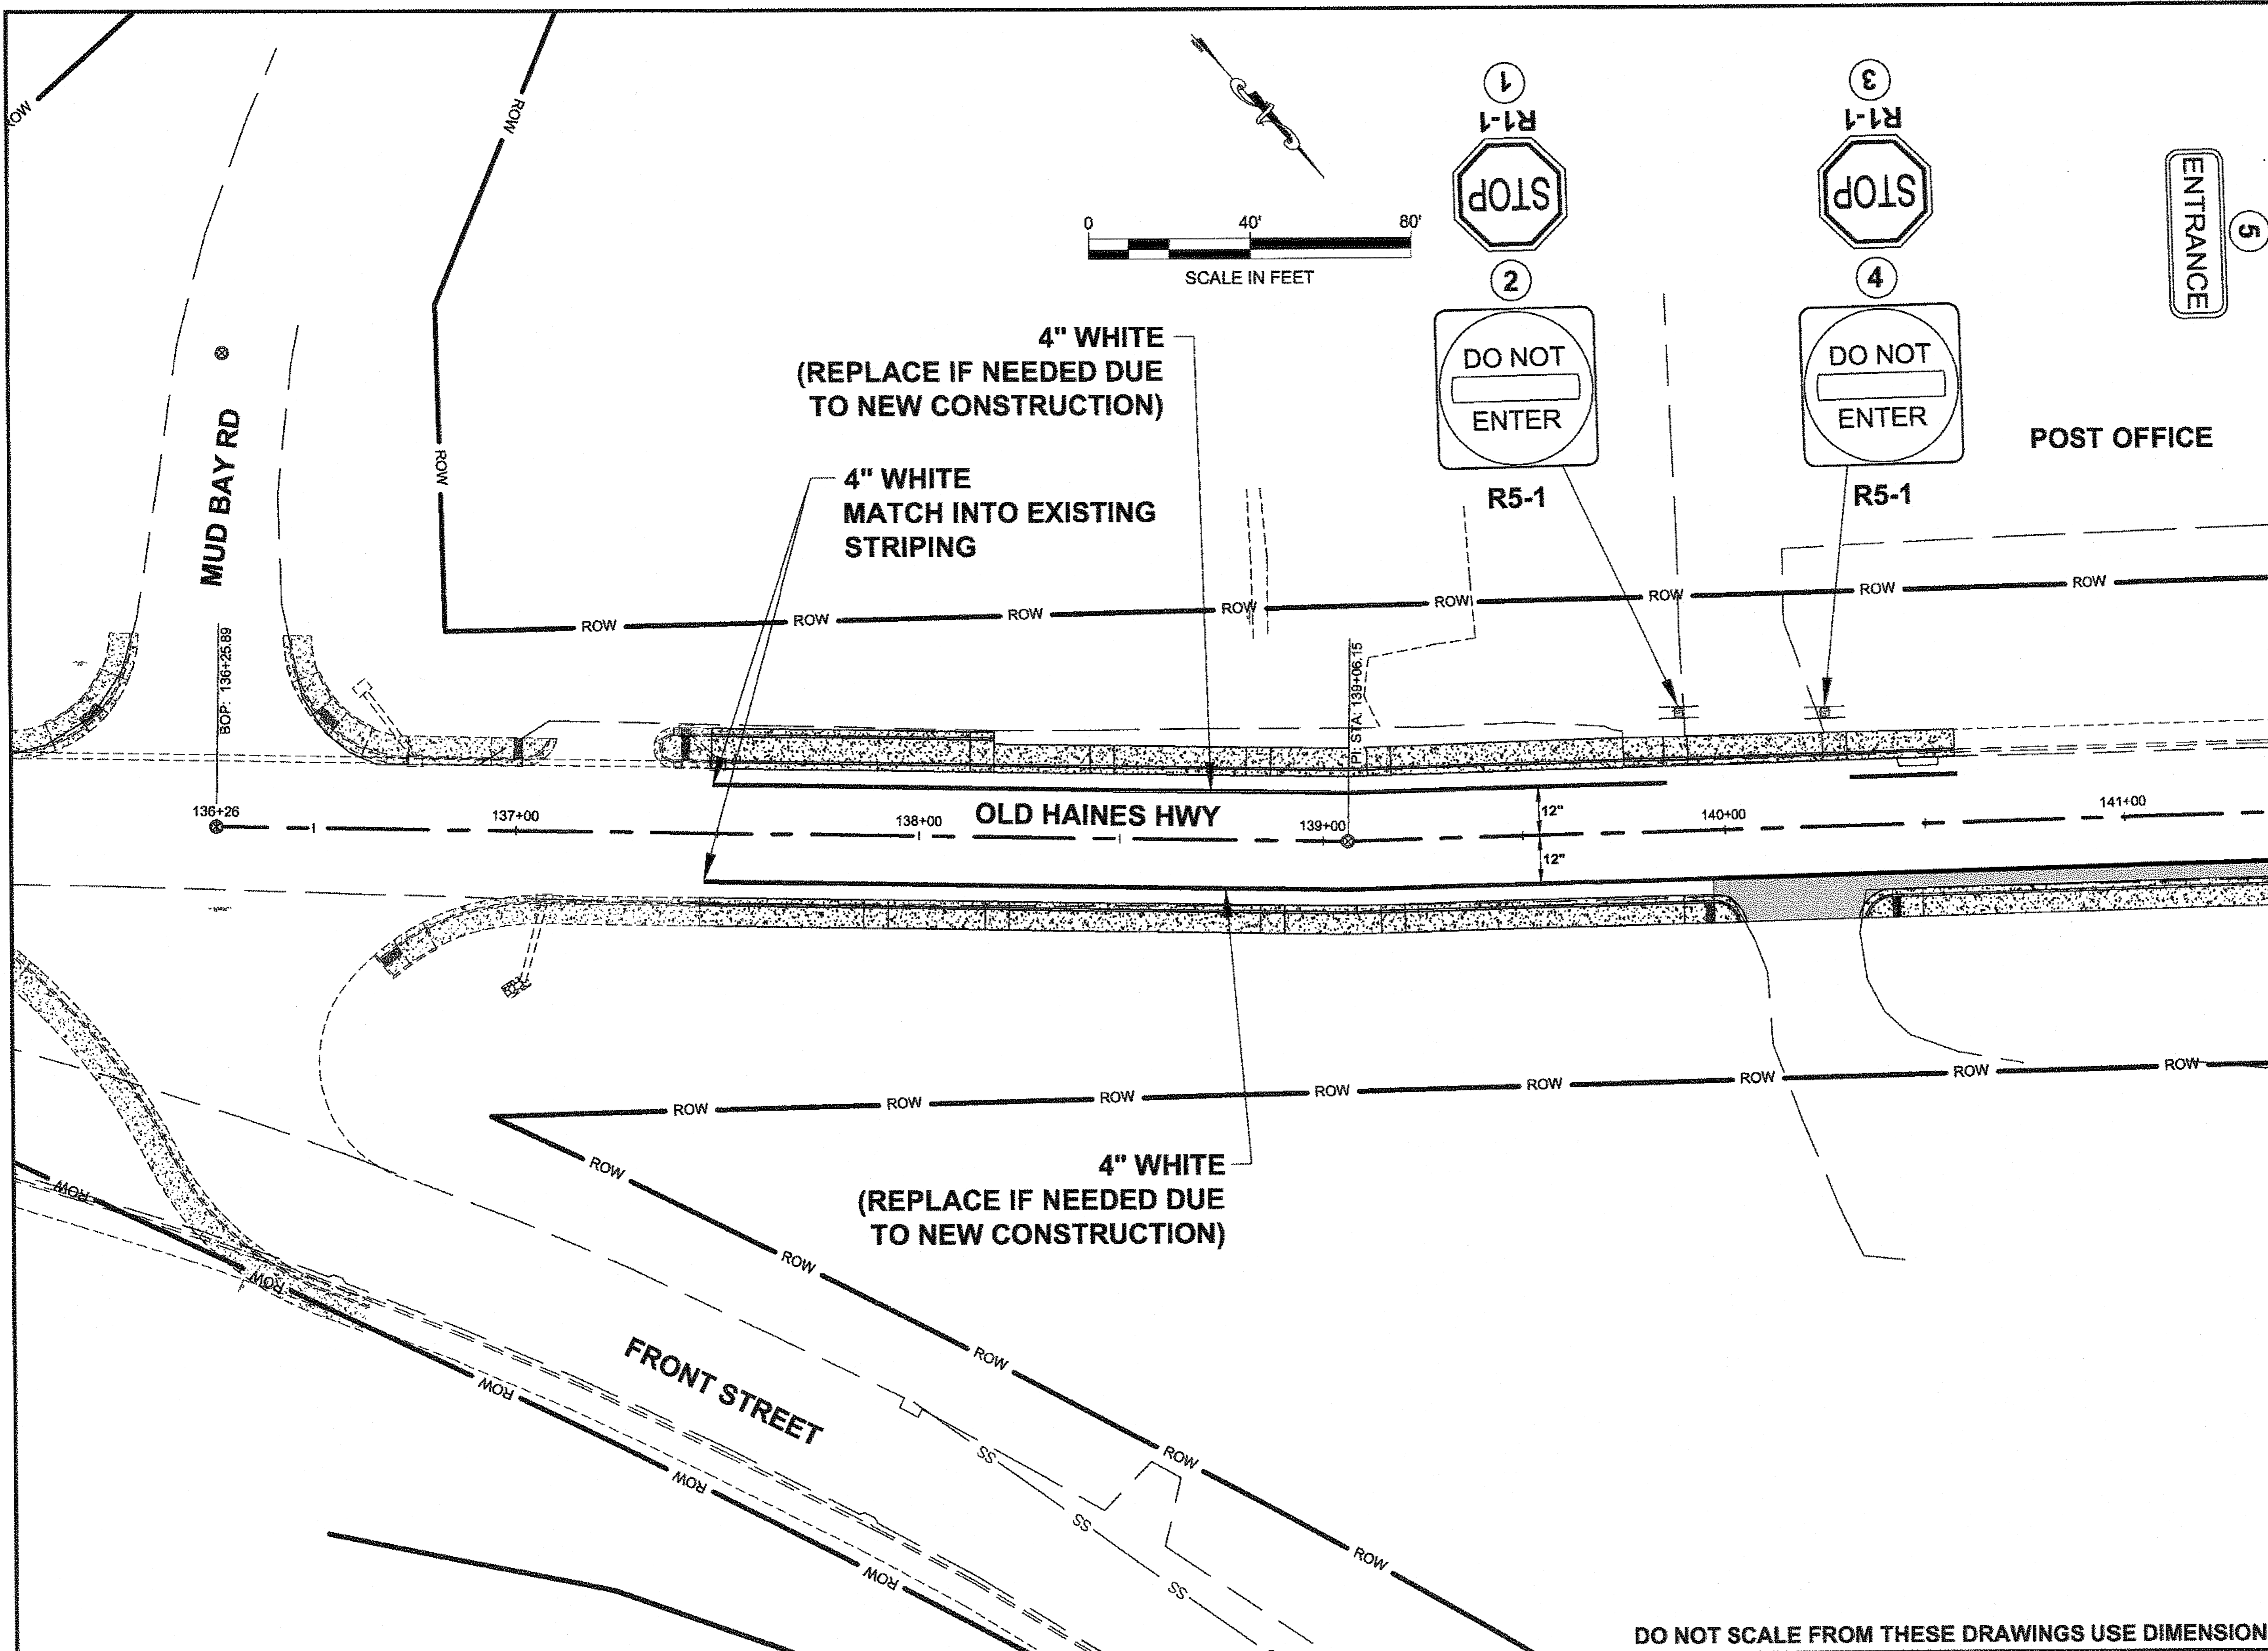 1
R1-1
STOP
2
DO NOT
ENTER
R5-1
3
R1-1
STOP
4
DO NOT
ENTER
R5-1
ENTRANCE
5
POST OFFICE
0 40' 80'
SCALE IN FEET
4" WHITE
(REPLACE IF NEEDED DUE
TO NEW CONSTRUCTION)
4" WHITE
MATCH INTO EXISTING
STRIPING
MUD BAY RD
BOP: 136+25.89
ROW
ROW
ROW
ROW ROW ROW ROW ROW ROW ROW ROW
PI STA: 139+06.15
136+26 137+00 138+00 139+00 140+00 141+00
OLD HAINES HWY
12"
12"
ROW ROW ROW ROW ROW ROW ROW ROW
4" WHITE
(REPLACE IF NEEDED DUE
TO NEW CONSTRUCTION)
ROW
ROW
ROW
ROW
ROW
FRONT STREET
ROW
ROW
ROW
ROW
ROW
SS
SS
SS
DO NOT SCALE FROM THESE DRAWINGS USE DIMENSION